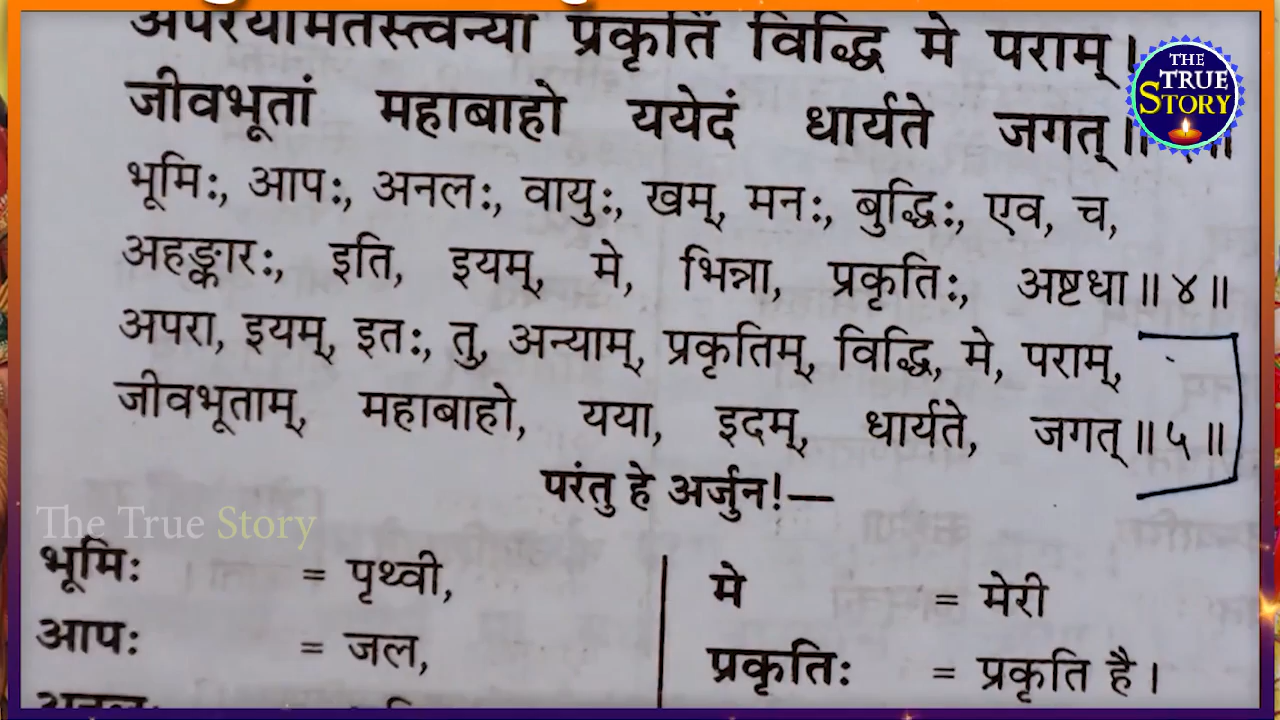 अपरेयमितस्त्वन्यां प्रकृतिं विद्धि मे पराम्।
जीवभूतां महाबाहो ययेदं धार्यते जगत्॥
THE TRUE STORY
भूमिः, आपः, अनलः, वायुः, खम्, मनः, बुद्धिः, एव, च,
अहङ्कारः, इति, इयम्, मे, भिन्ना, प्रकृतिः, अष्टधा॥४॥
अपरा, इयम्, इतः, तु, अन्याम्, प्रकृतिम्, विद्धि, मे, पराम्,
जीवभूताम्, महाबाहो, यया, इदम्, धार्यते, जगत्॥५॥
परंतु हे अर्जुन!—
The True Story
भूमिः = पृथ्वी,
आपः = जल,
मे = मेरी
प्रकृतिः = प्रकृति है।